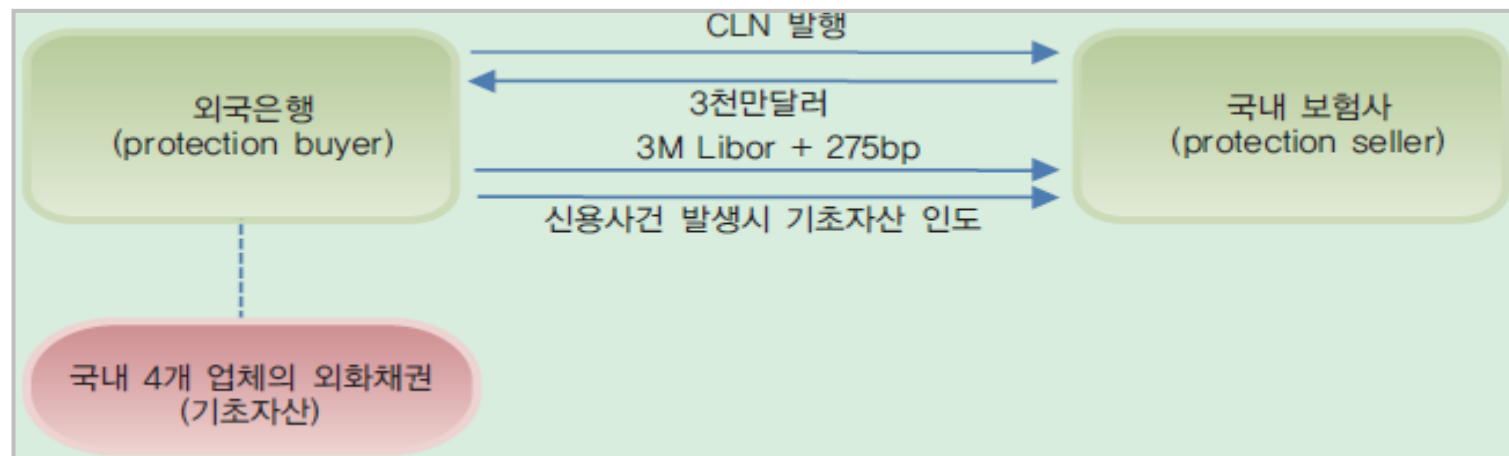 CLN 발행
외국은행
(protection buyer)
3천만달러
3M Libor + 275bp
신용사건 발생시 기초자산 인도
국내 보험사
(protection seller)
국내 4개 업체의 외화채권
(기초자산)